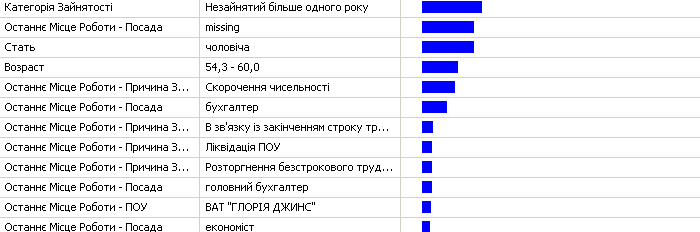 Категорія Зайнятості Незайнятий більше одного року
Останнє Місце Роботи - Посада missing
Стать чоловіча
Возраст 54,3 - 60,0
Останнє Місце Роботи - Причина З... Скорочення чисельності
Останнє Місце Роботи - Посада бухгалтер
Останнє Місце Роботи - Причина З... В зв'язку із закінченням строку тр...
Останнє Місце Роботи - Причина З... Ліквідація ПОУ
Останнє Місце Роботи - Причина З... Розторгнення безстрокового труд...
Останнє Місце Роботи - Посада головний бухгалтер
Останнє Місце Роботи - ПОУ ВАТ "ГЛОРІЯ ДЖИНС"
Останнє Місце Роботи - Посада економіст